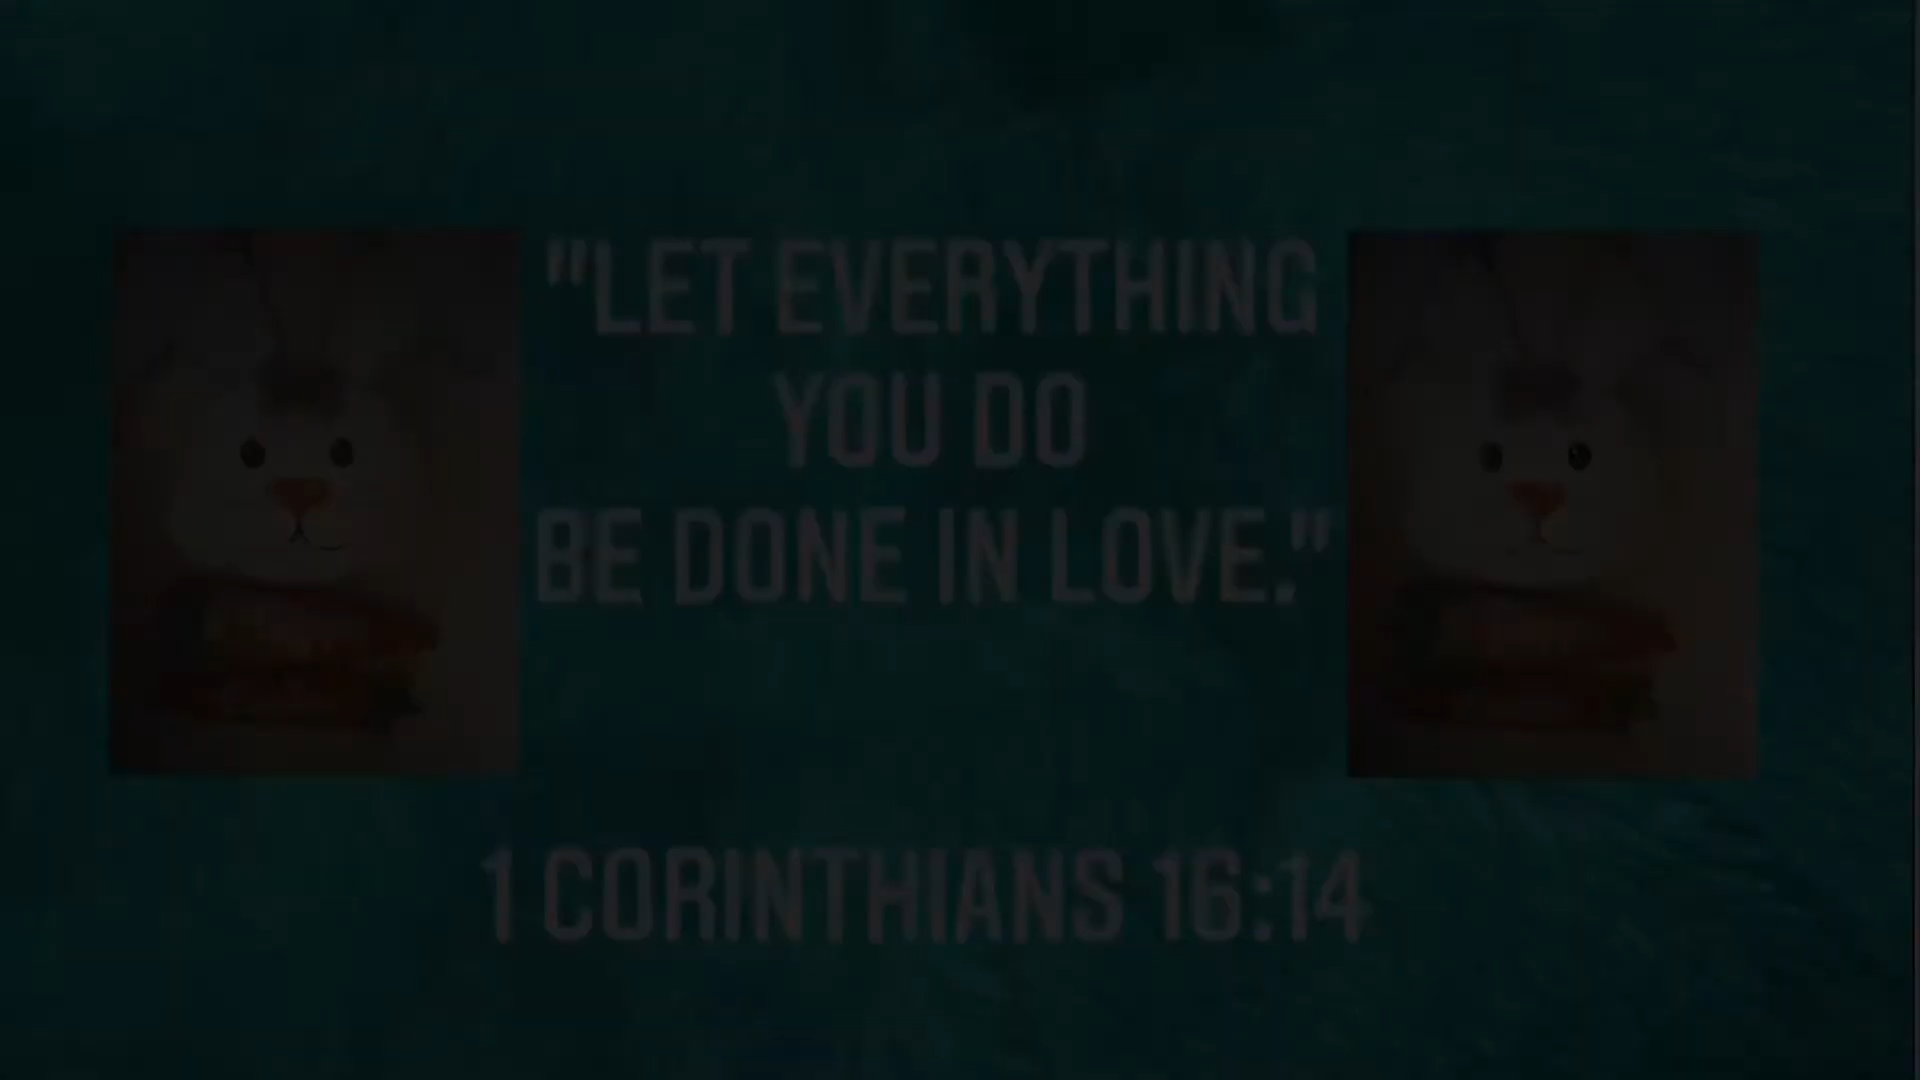 "LET EVERYTHING
YOU DO
BE DONE IN LOVE."
1 CORINTHIANS 16:14